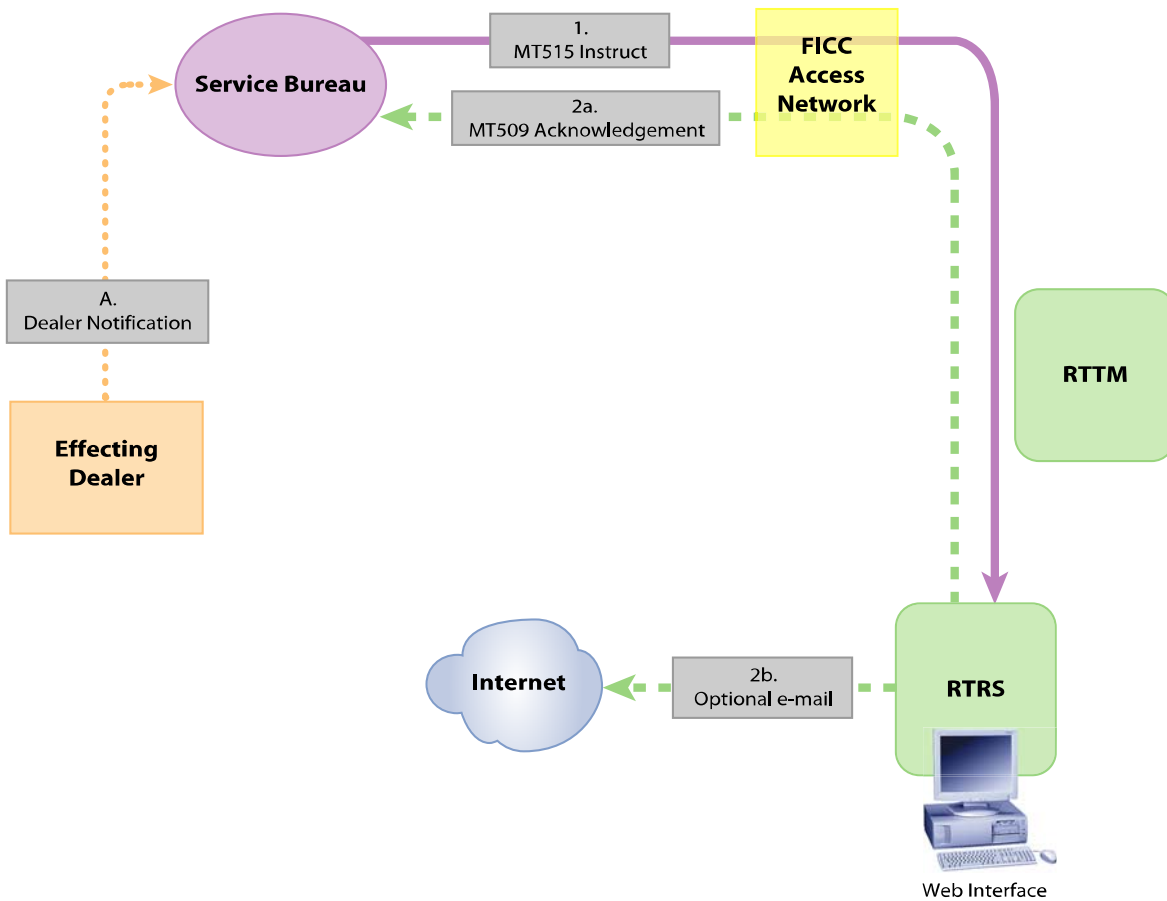 1.
MT515 Instruct
FICC
Access
Network
Service Bureau
2a.
MT509 Acknowledgement
A.
Dealer Notification
RTTM
Effecting
Dealer
Internet
2b.
Optional e-mail
RTRS
Web Interface